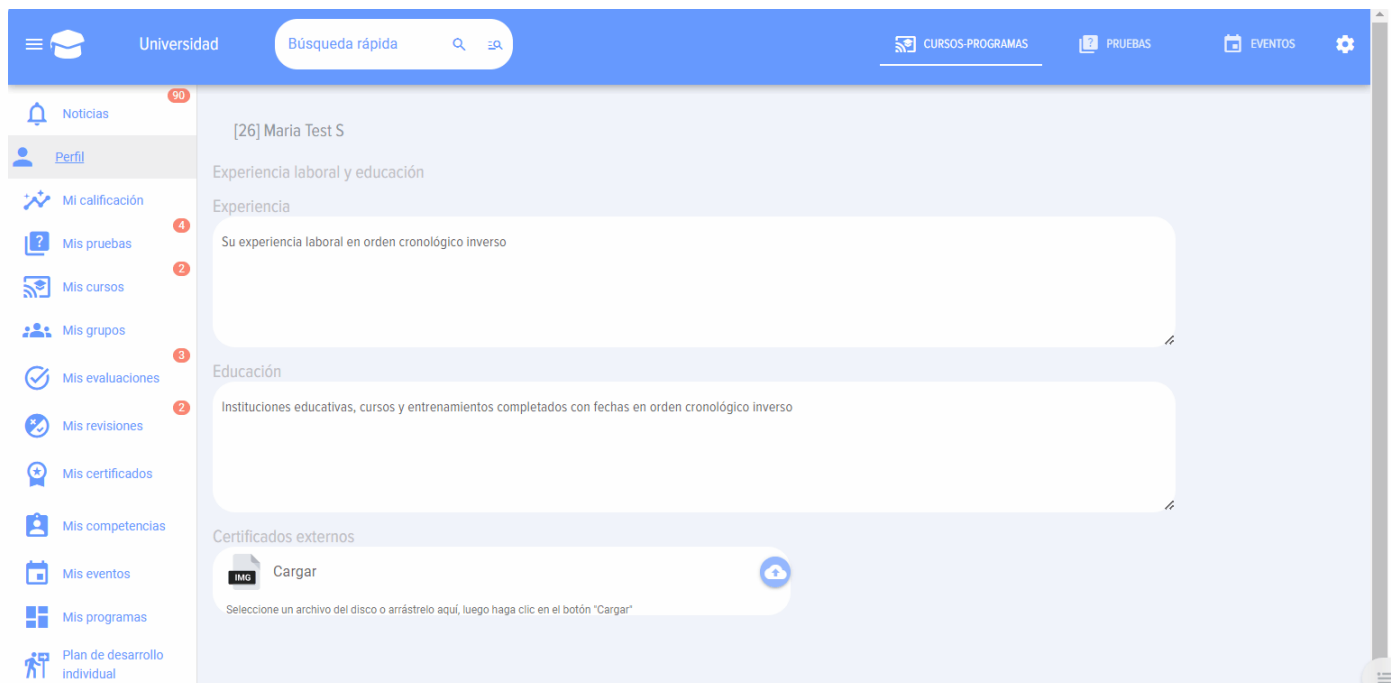 Universidad
Búsqueda rápida
CURSOS-PROGRAMAS
PRUEBAS
EVENTOS
90
Noticias
Perfil
Mi calificación
4
Mis pruebas
2
Mis cursos
Mis grupos
3
Mis evaluaciones
2
Mis revisiones
Mis certificados
Mis competencias
Mis eventos
Mis programas
Plan de desarrollo
individual
[26] Maria Test S
Experiencia laboral y educación
Experiencia
Su experiencia laboral en orden cronológico inverso
Educación
Instituciones educativas, cursos y entrenamientos completados con fechas en orden cronológico inverso
Certificados externos
IMG
Cargar
Seleccione un archivo del disco o arrástrelo aquí, luego haga clic en el botón "Cargar"